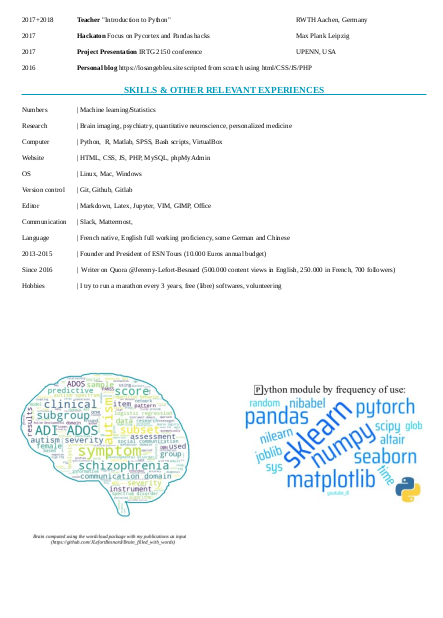 2017+2018 Teacher "Introduction to Python" RWTH Aachen, Germany
2017 Hackaton Focus on Pycortex and Pandas hacks Max Plank Leipzig
2017 Project Presentation IRTG 2150 conference UPENN, USA
2016 Personal blog https://losangebleu.site scripted from scratch using html/CSS/JS/PHP
SKILLS & OTHER RELEVANT EXPERIENCES
Numbers | Machine learning/Statistics
Research | Brain imaging, psychiatry, quantitative neuroscience, personalized medicine
Computer | Python, R, Matlab, SPSS, Bash scripts, VirtualBox
Website | HTML, CSS, JS, PHP, MySQL, phpMyAdmin
OS | Linux, Mac, Windows
Version control | Git, Github, Gitlab
Editor | Markdown, Latex, Jupyter, VIM, GIMP, Office
Communication | Slack, Mattermost,
Language | French native, English full working proficiency, some German and Chinese
2013-2015 | Founder and President of ESN Tours (10.000 Euros annual budget)
Since 2016 | Writer on Quora @Jeremy-Lefort-Besnard (500.000 content views in English, 250.000 in French, 700 followers)
Hobbies | I try to run a marathon every 3 years, free (libre) softwares, volunteering
ADOS sample
predictive score
clinical item pattern
subgroup
results
autism
logistic regression
ADI ADOS data subset
autism severity assessment
female social communication group
symptom used
schizophrenia
communication domain
severity
instrument
spectrum disorder
Brain computed using the wordcloud package with my publications as input
(https://github.com/JLefortBesnard/Brain_filled_with_words)
Python module by frequency of use:
random nibabel
pandas pytorch
sklearn
numpy
scipy glob
nilearn altair
joblib seaborn
sys
matplotlib time